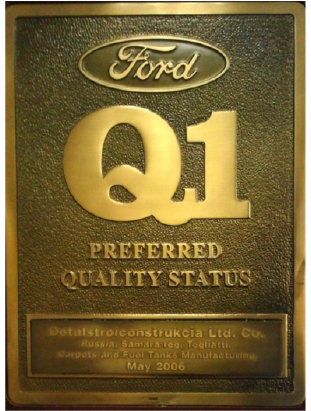 Ford
Q1
PREFERRED
QUALITY STATUS
Detalstroiconstrukcia Ltd. Co.
Russia, Samara reg. Togliatti.
Carpets and Fuel Tanks Manufacturing
May 2006